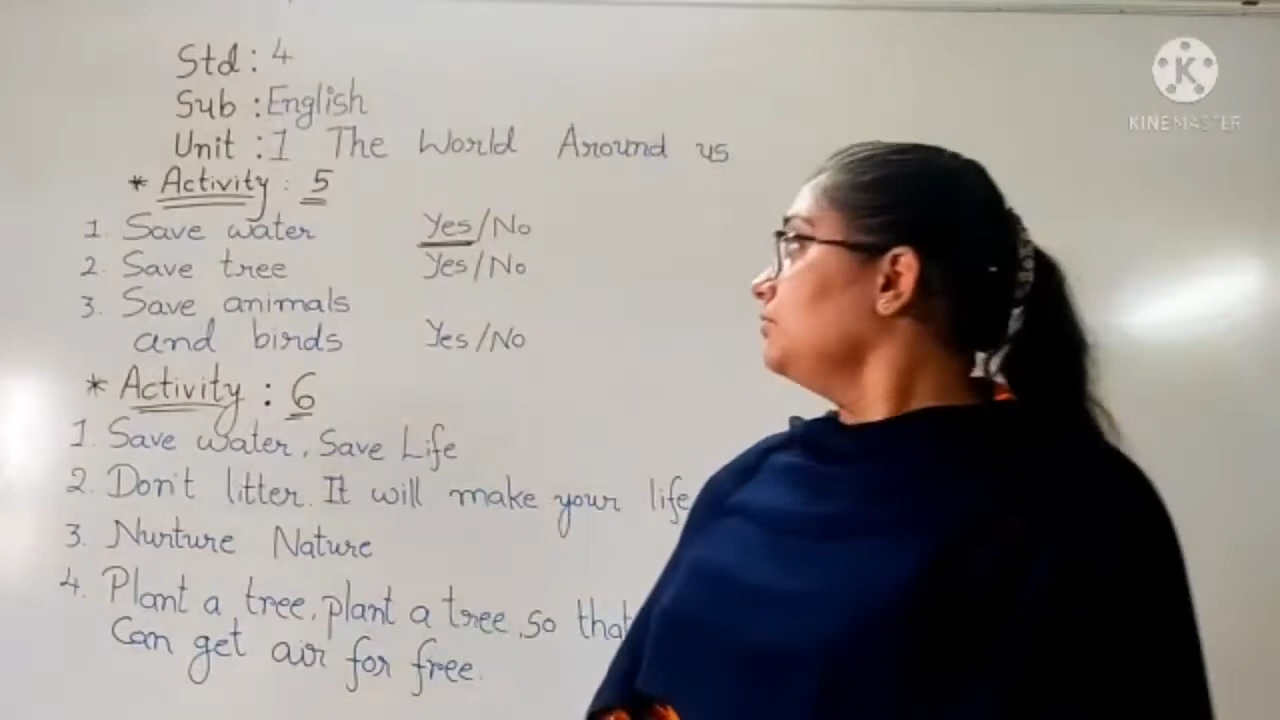 Std : 4
Sub : English
Unit : 1 The World Around us
* Activity : 5
1. Save water Yes/No
2. Save tree Yes/No
3. Save animals
and birds Yes/No
* Activity : 6
1. Save water, Save Life
2. Don't litter. It will make your life
3. Nurture Nature
4. Plant a tree, plant a tree, so that
Can get air for free.
K
KINEMASTER